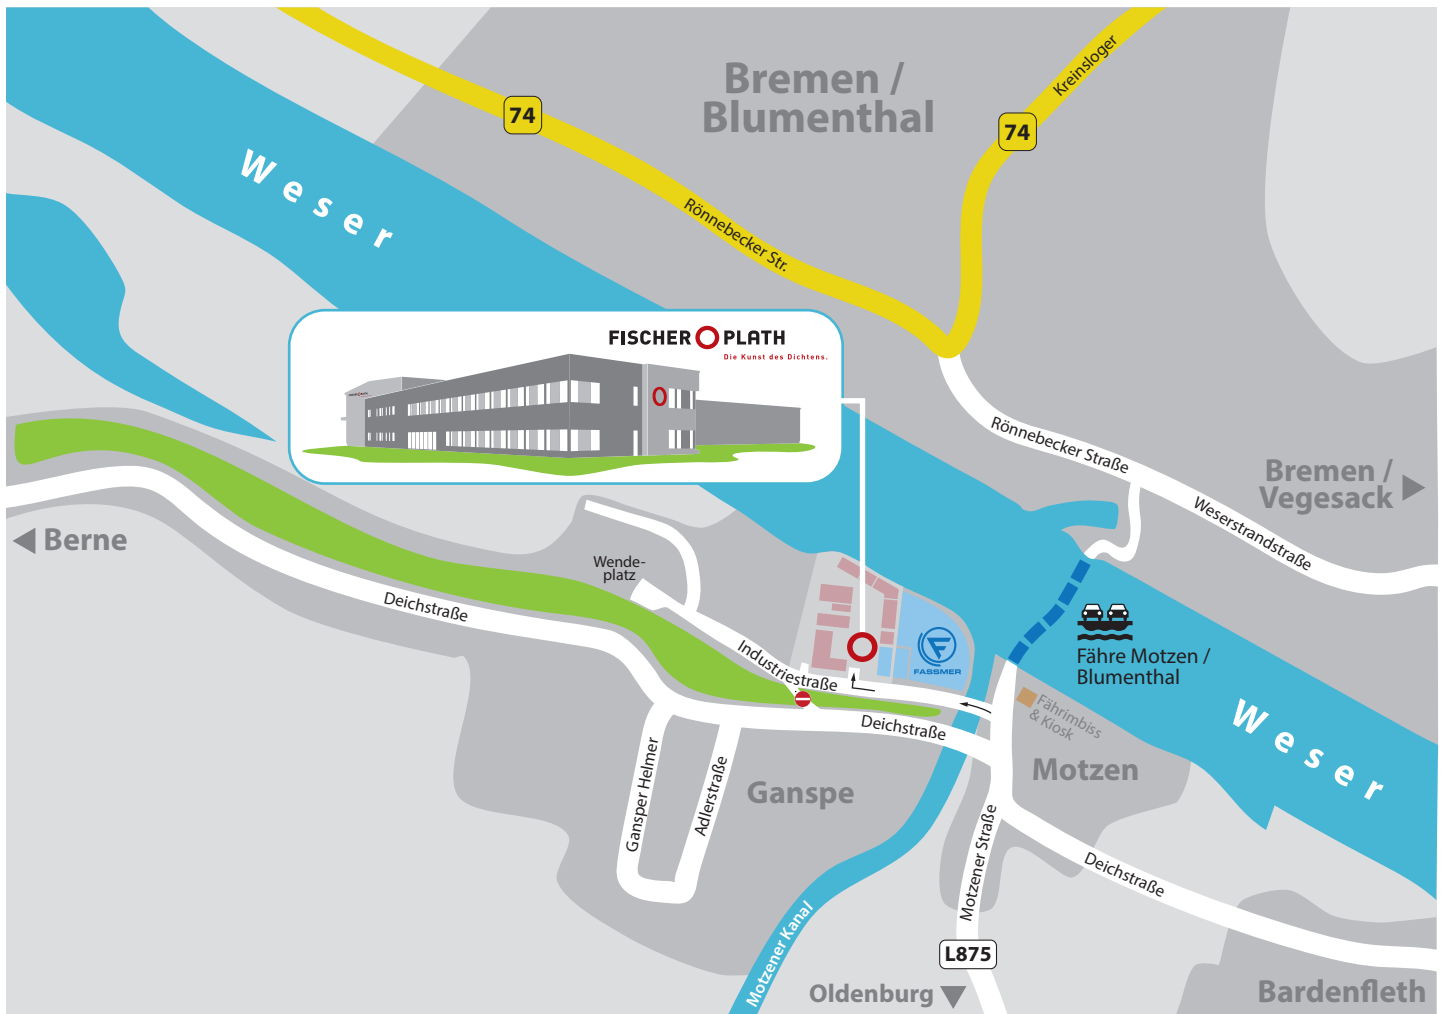 Bremen /
Blumenthal
Kreinsloger
74
74
Weser
Rönnebecker Str.
FISCHER PLATH
Die Kunst des Dichtens.
Rönnebecker Straße
Bremen /
Vegesack
Weserstrandstraße
Berne
Wende-
platz
Deichstraße
Industriestraße
F
FASSMER
Fähre Motzen /
Blumenthal
Fährimbiss
& Kiosk
Deichstraße
Weser
Motzen
Ganspe
Gansper Helmer
Adlerstraße
Motzener Straße
Deichstraße
Motzener Kanal
L875
Oldenburg
Bardenfleth